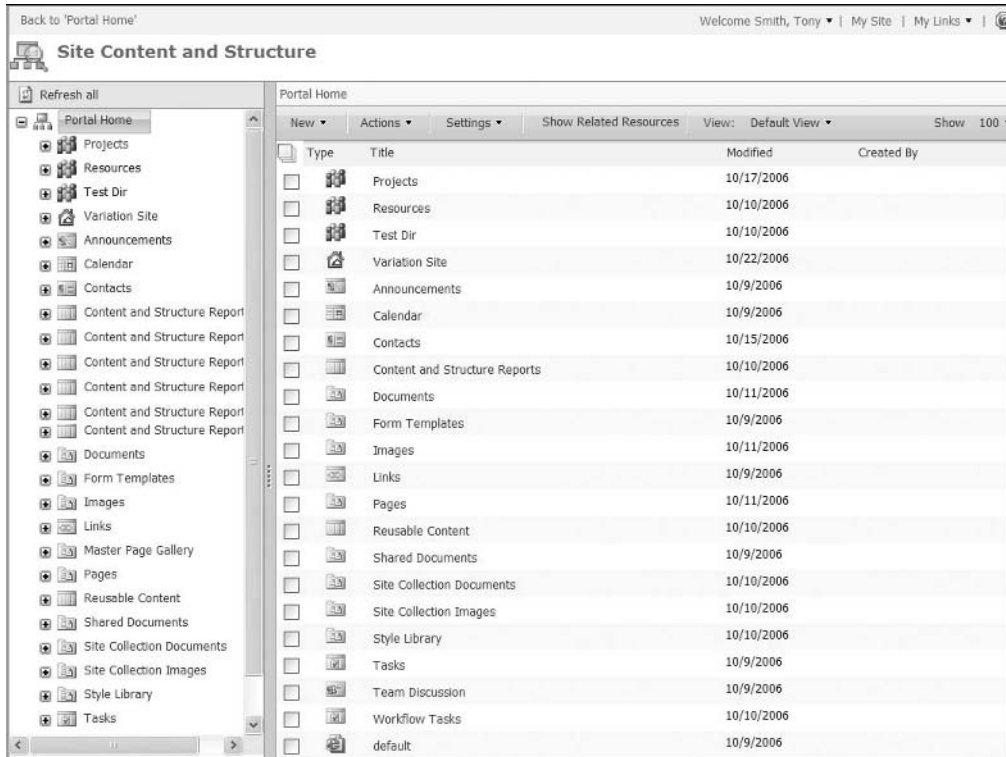 Back to 'Portal Home'
Welcome Smith, Tony | My Site | My Links |
Site Content and Structure
Refresh all
Portal Home
Projects
Resources
Test Dir
Variation Site
Announcements
Calendar
Contacts
Content and Structure Report
Content and Structure Report
Content and Structure Report
Content and Structure Report
Content and Structure Report
Content and Structure Report
Documents
Form Templates
Images
Links
Master Page Gallery
Pages
Reusable Content
Shared Documents
Site Collection Documents
Site Collection Images
Style Library
Tasks
Portal Home
New Actions Settings Show Related Resources View: Default View Show 100
Type Title Modified Created By
Projects 10/17/2006
Resources 10/10/2006
Test Dir 10/10/2006
Variation Site 10/22/2006
Announcements 10/9/2006
Calendar 10/9/2006
Contacts 10/15/2006
Content and Structure Reports 10/10/2006
Documents 10/11/2006
Form Templates 10/9/2006
Images 10/11/2006
Links 10/9/2006
Pages 10/11/2006
Reusable Content 10/10/2006
Shared Documents 10/9/2006
Site Collection Documents 10/10/2006
Site Collection Images 10/10/2006
Style Library 10/10/2006
Tasks 10/9/2006
Team Discussion 10/9/2006
Workflow Tasks 10/10/2006
default 10/9/2006